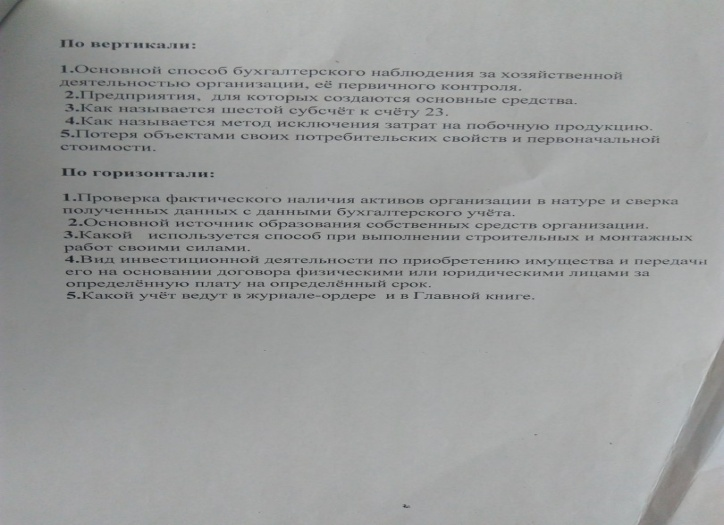 По вертикали:
1.Основной способ бухгалтерского наблюдения за хозяйственной
деятельностью организации, её первичного контроля.
2.Предприятия, для которых создаются основные средства.
3.Как называется шестой субсчёт к счёту 23.
4.Как называется метод исключения затрат на побочную продукцию.
5.Потеря объектами своих потребительских свойств и первоначальной
стоимости.
По горизонтали:
1.Проверка фактического наличия активов организации в натуре и сверка
полученных данных с данными бухгалтерского учёта.
2.Основной источник образования собственных средств организации.
3.Какой используется способ при выполнении строительных и монтажных
работ своими силами.
4.Вид инвестиционной деятельности по приобретению имущества и передачи
его на основании договора физическими или юридическими лицами за
определённую плату на определённый срок.
5.Какой учёт ведут в журнале-ордере и в Главной книге.